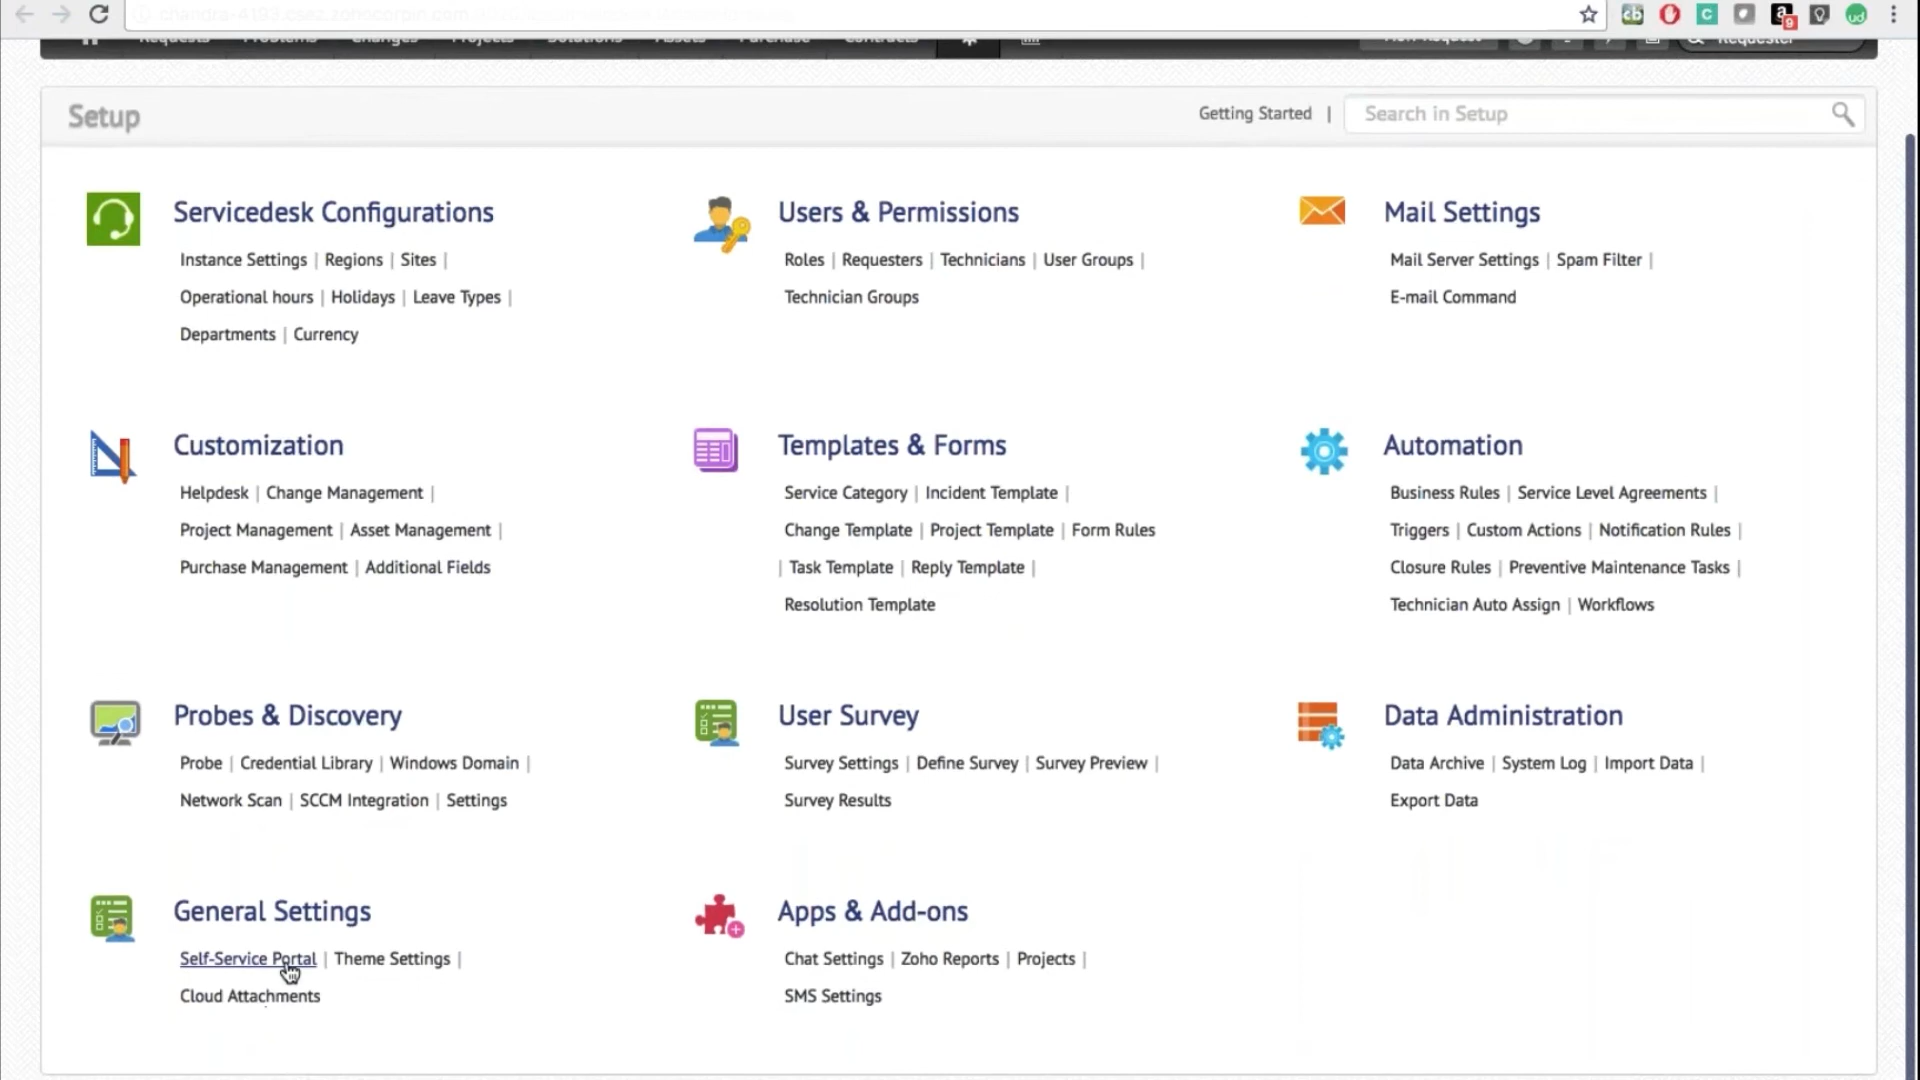 Setup
Getting Started |
Search in Setup
Servicedesk Configurations
Instance Settings | Regions | Sites |
Operational hours | Holidays | Leave Types |
Departments | Currency
Users & Permissions
Roles | Requesters | Technicians | User Groups |
Technician Groups
Mail Settings
Mail Server Settings | Spam Filter |
E-mail Command
Customization
Helpdesk | Change Management |
Project Management | Asset Management |
Purchase Management | Additional Fields
Templates & Forms
Service Category | Incident Template |
Change Template | Project Template | Form Rules
| Task Template | Reply Template |
Resolution Template
Automation
Business Rules | Service Level Agreements |
Triggers | Custom Actions | Notification Rules |
Closure Rules | Preventive Maintenance Tasks |
Technician Auto Assign | Workflows
Probes & Discovery
Probe | Credential Library | Windows Domain |
Network Scan | SCCM Integration | Settings
User Survey
Survey Settings | Define Survey | Survey Preview |
Survey Results
Data Administration
Data Archive | System Log | Import Data |
Export Data
General Settings
Self-Service Portal | Theme Settings |
Cloud Attachments
Apps & Add-ons
Chat Settings | Zoho Reports | Projects |
SMS Settings